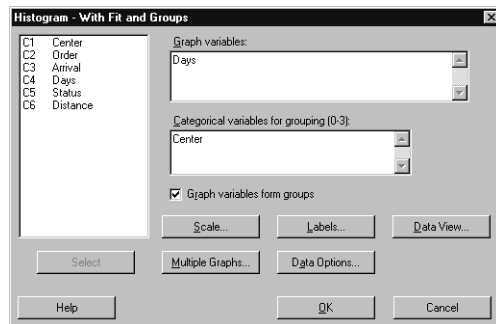 Histogram - With Fit and Groups
C1 Center
C2 Order
C3 Arrival
C4 Days
C5 Status
C6 Distance
Graph variables:
Days
Categorical variables for grouping (0-3):
Center
Graph variables form groups
Scale... Labels... Data View...
Select Multiple Graphs... Data Options...
Help OK Cancel